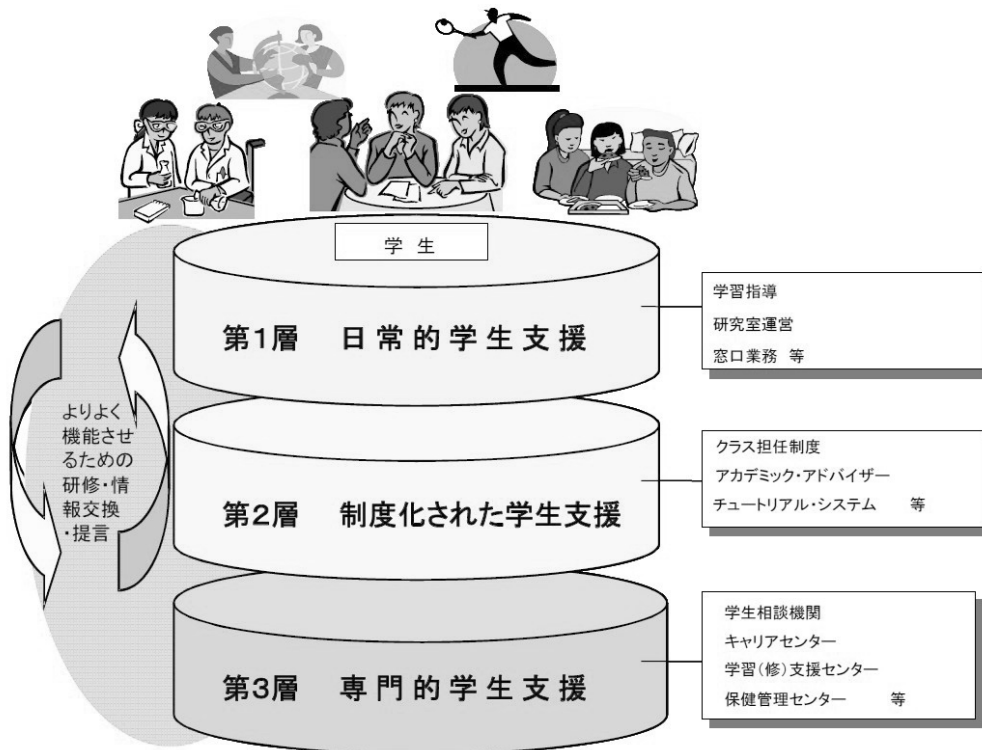 学 生
第1層 日常的学生支援
学習指導
研究室運営
窓口業務 等
よりよく
機能させ
るための
研修・情
報交換
・提言
第2層 制度化された学生支援
クラス担任制度
アカデミック・アドバイザー
チュートリアル・システム 等
第3層 専門的学生支援
学生相談機関
キャリアセンター
学習(修)支援センター
保健管理センター 等